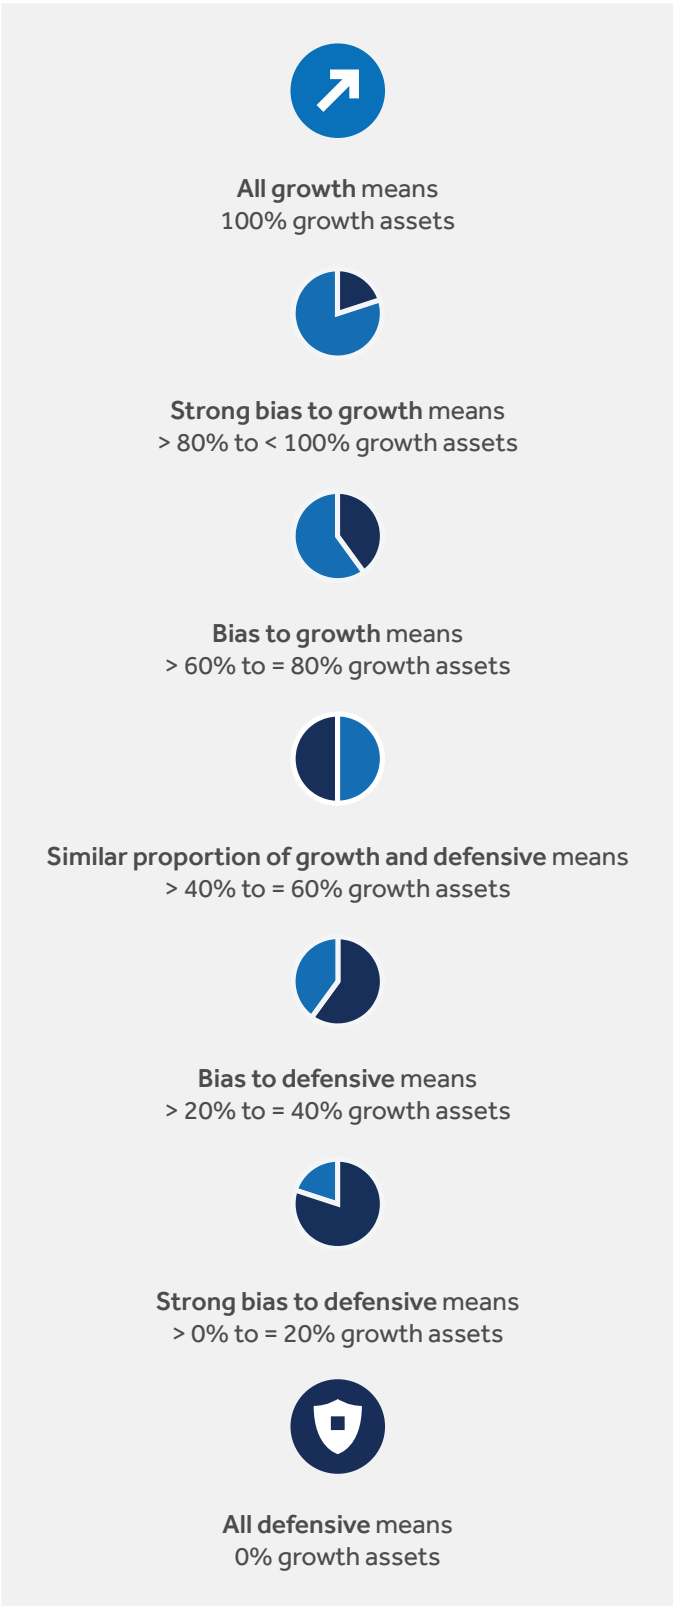 All growth means
100% growth assets
Strong bias to growth means
> 80% to < 100% growth assets
Bias to growth means
> 60% to = 80% growth assets
Similar proportion of growth and defensive means
> 40% to = 60% growth assets
Bias to defensive means
> 20% to = 40% growth assets
Strong bias to defensive means
> 0% to = 20% growth assets
All defensive means
0% growth assets